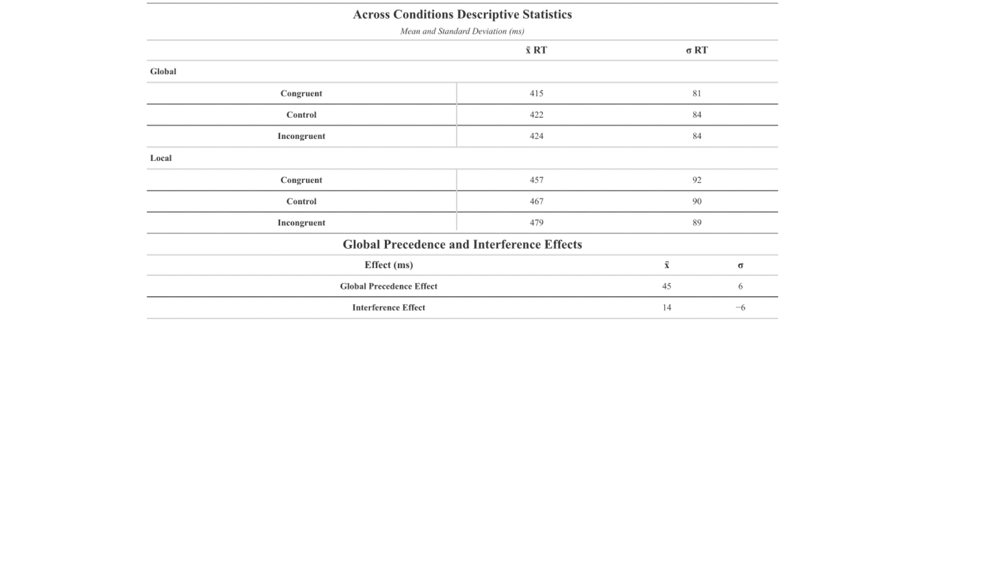 Across Conditions Descriptive Statistics
Mean and Standard Deviation (ms)
x̄ RT σ RT
Global
Congruent 415 81
Control 422 84
Incongruent 424 84
Local
Congruent 457 92
Control 467 90
Incongruent 479 89
Global Precedence and Interference Effects
Effect (ms) x̄ σ
Global Precedence Effect 45 6
Interference Effect 14 −6